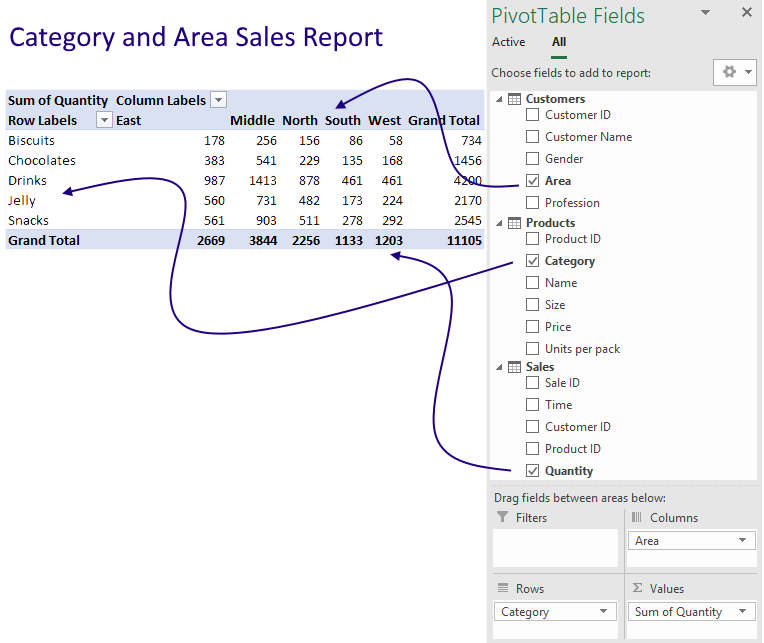 Category and Area Sales Report
Sum of Quantity Column Labels
Row Labels East Middle North South West Grand Total
Biscuits 178 256 156 86 58 734
Chocolates 383 541 229 135 168 1456
Drinks 987 1413 878 461 461 4200
Jelly 560 731 482 173 224 2170
Snacks 561 903 511 278 292 2545
Grand Total 2669 3844 2256 1133 1203 11105
PivotTable Fields
Active All
Choose fields to add to report:
Customers
Customer ID
Customer Name
Gender
Area
Profession
Products
Product ID
Category
Name
Size
Price
Units per pack
Sales
Sale ID
Time
Customer ID
Product ID
Quantity
Drag fields between areas below:
Filters Columns
Area
Rows Values
Category Sum of Quantity